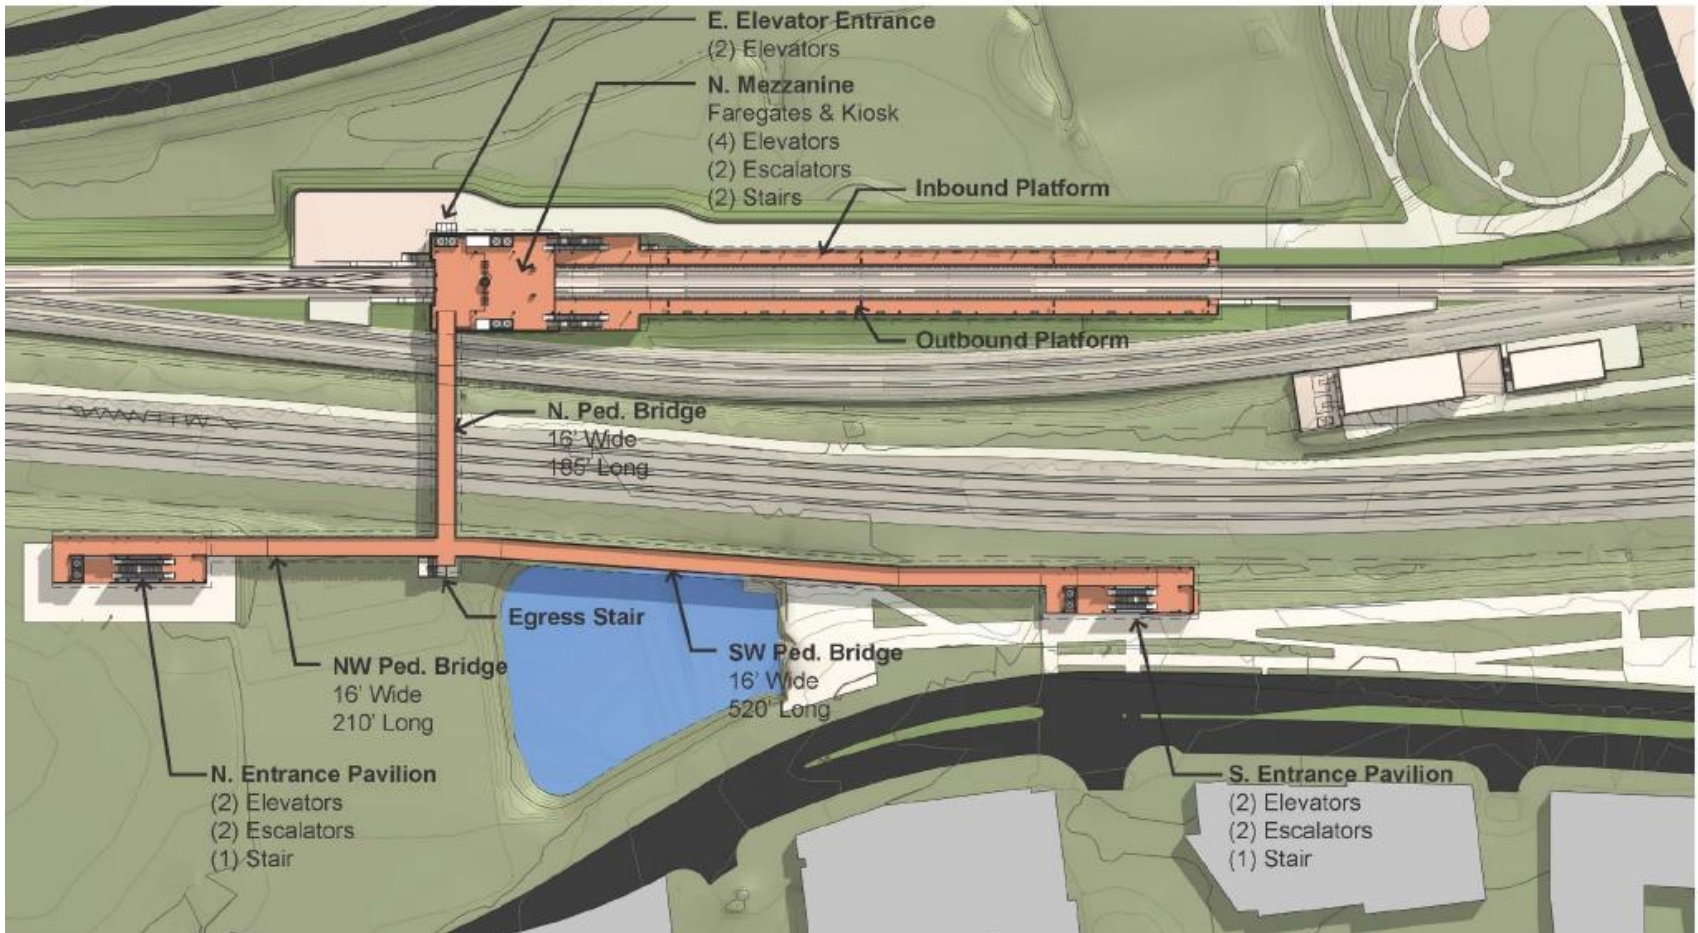 E. Elevator Entrance
(2) Elevators
N. Mezzanine
Faregates & Kiosk
(4) Elevators
(2) Escalators
(2) Stairs
Inbound Platform
Outbound Platform
N. Ped. Bridge
16' Wide
185' Long
Egress Stair
NW Ped. Bridge
16' Wide
210' Long
SW Ped. Bridge
16' Wide
520' Long
N. Entrance Pavilion
(2) Elevators
(2) Escalators
(1) Stair
S. Entrance Pavilion
(2) Elevators
(2) Escalators
(1) Stair